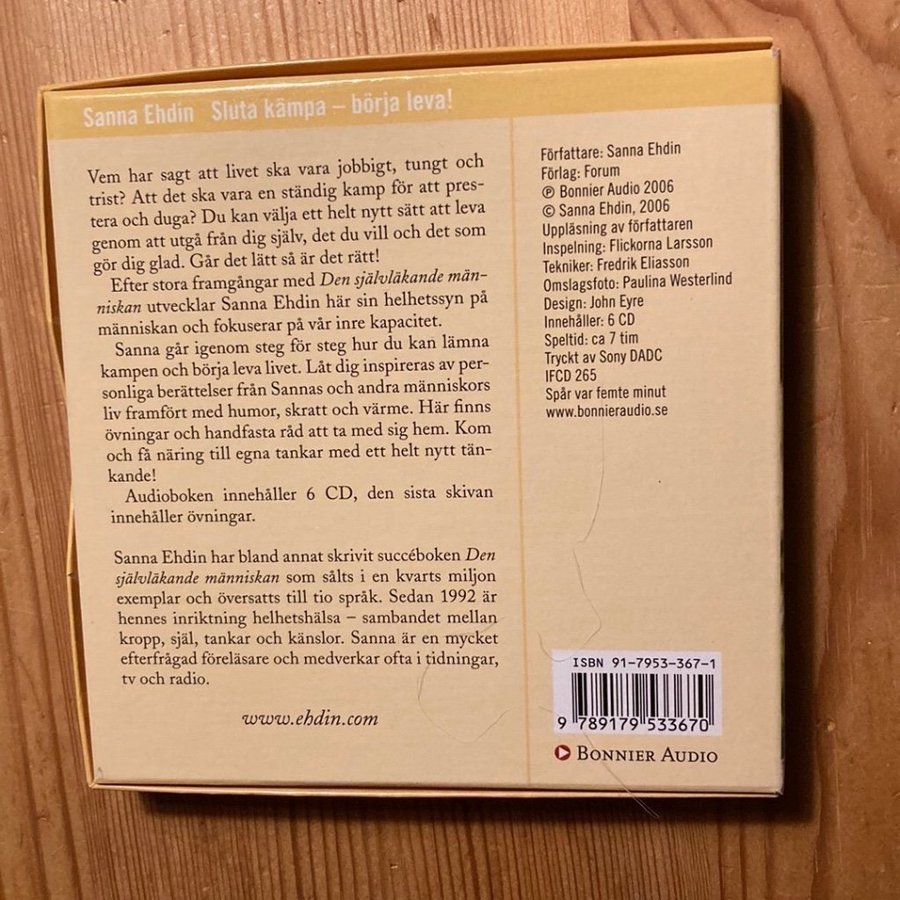 Sanna Ehdin Sluta kämpa – börja leva!
Vem har sagt att livet ska vara jobbigt, tungt och
trist? Att det ska vara en ständig kamp för att pres-
tera och duga? Du kan välja ett helt nytt sätt att leva
genom att utgå från dig själv, det du vill och det som
gör dig glad. Går det lätt så är det rätt!
Efter stora framgångar med Den självläkande män-
niskan utvecklar Sanna Ehdin här sin helhetssyn på
människan och fokuserar på vår inre kapacitet.
Sanna går igenom steg för steg hur du kan lämna
kampen och börja leva livet. Låt dig inspireras av per-
sonliga berättelser från Sannas och andra människors
liv framfört med humor, skratt och värme. Här finns
övningar och handfasta råd att ta med sig hem. Kom
och få näring till egna tankar med ett helt nytt tän-
kande!
Audioboken innehåller 6 CD, den sista skivan
innehåller övningar.
Sanna Ehdin har bland annat skrivit succéboken Den
självläkande människan som sålts i en kvarts miljon
exemplar och översatts till tio språk. Sedan 1992 är
hennes inriktning helhetshälsa – sambandet mellan
kropp, själ, tankar och känslor. Sanna är en mycket
efterfrågad föreläsare och medverkar ofta i tidningar,
tv och radio.
www.ehdin.com
Författare: Sanna Ehdin
Förlag: Forum
℗ Bonnier Audio 2006
© Sanna Ehdin, 2006
Uppläsning av författaren
Inspelning: Flickorna Larsson
Tekniker: Fredrik Eliasson
Omslagsfoto: Paulina Westerlind
Design: John Eyre
Innehåller: 6 CD
Speltid: ca 7 tim
Tryckt av Sony DADC
IFCD 265
Spår var femte minut
www.bonnieraudio.se
ISBN 91-7953-367-1
9 789179 533670
Bonnier Audio